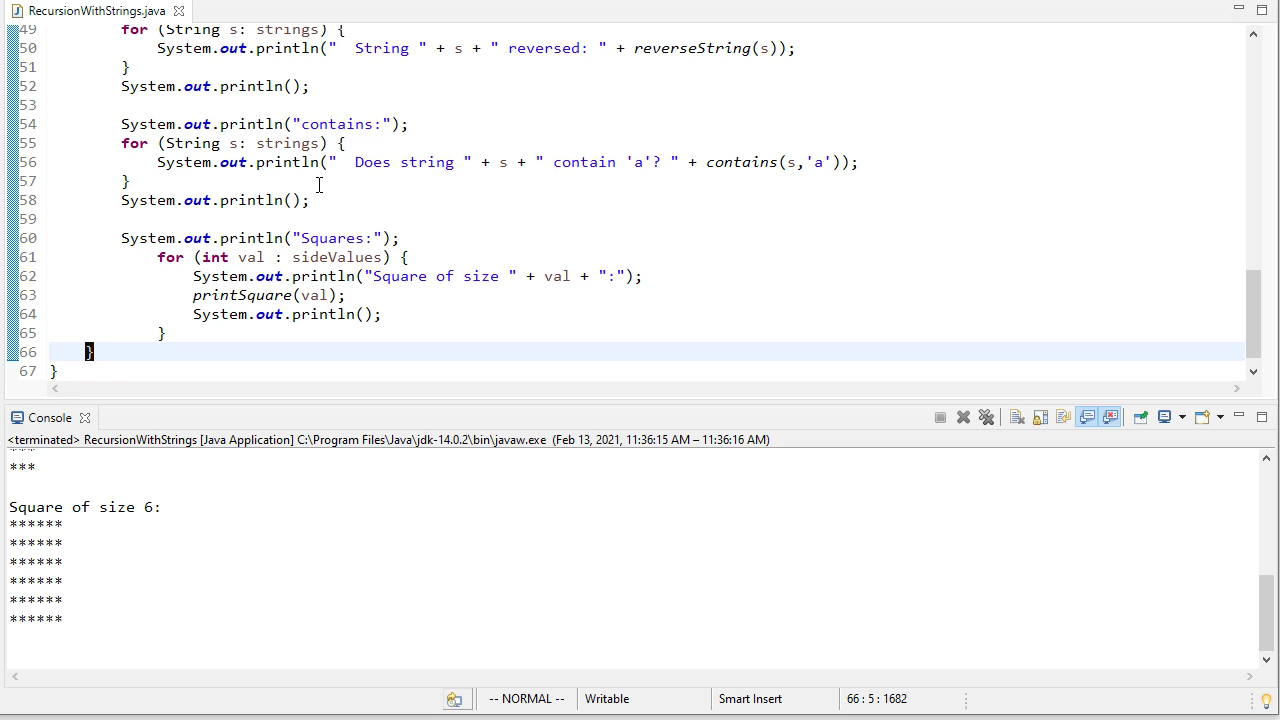 RecursionWithStrings.java
49 for (String s: strings) {
50 System.out.println("  String " + s + " reversed: " + reverseString(s));
51 }
52 System.out.println();
53
54 System.out.println("contains:");
55 for (String s: strings) {
56 System.out.println("  Does string " + s + " contain 'a'? " + contains(s,'a'));
57 }
58 System.out.println();
59
60 System.out.println("Squares:");
61 for (int val : sideValues) {
62 System.out.println("Square of size " + val + ":");
63 printSquare(val);
64 System.out.println();
65 }
66 }
67 }
Console
<terminated> RecursionWithStrings [Java Application] C:\Program Files\Java\jdk-14.0.2\bin\javaw.exe (Feb 13, 2021, 11:36:15 AM – 11:36:16 AM)
***
***
Square of size 6:
******
******
******
******
******
******
-- NORMAL -- Writable Smart Insert 66 : 5 : 1682